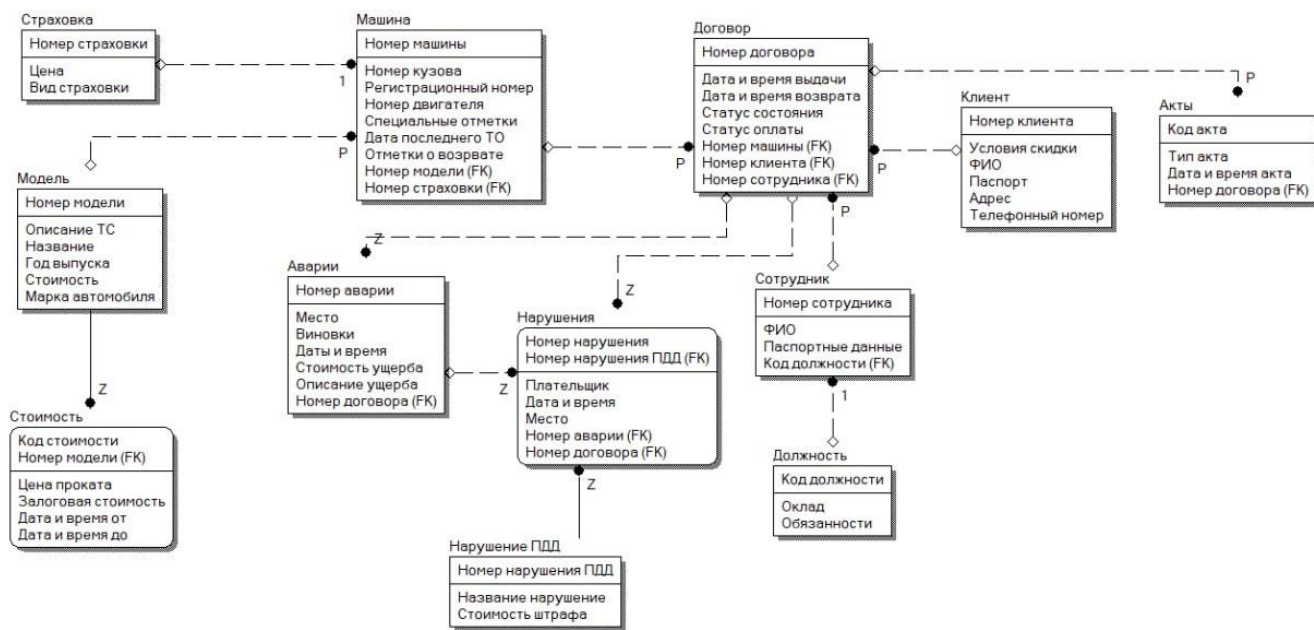 Страховка
Номер страховки
Цена
Вид страховки
1
Машина
Номер машины
Номер кузова
Регистрационный номер
Номер двигателя
Специальные отметки
Дата последнего ТО
Отметки о возрвате
Номер модели (FK)
Номер страховки (FK)
P
Договор
Номер договора
Дата и время выдачи
Дата и время возврата
Статус состояния
Статус оплаты
Номер машины (FK)
Номер клиента (FK)
Номер сотрудника (FK)
P
P
P
P
Клиент
Номер клиента
Условия скидки
ФИО
Паспорт
Адрес
Телефонный номер
Акты
Код акта
Тип акта
Дата и время акта
Номер договора (FK)
Модель
Номер модели
Описание ТС
Название
Год выпуска
Стоимость
Марка автомобиля
Z
Аварии
Номер аварии
Место
Виновки
Даты и время
Стоимость ущерба
Описание ущерба
Номер договора (FK)
Z
Z
Нарушения
Номер нарушения
Номер нарушения ПДД (FK)
Плательщик
Дата и время
Место
Номер аварии (FK)
Номер договора (FK)
Z
Сотрудник
Номер сотрудника
ФИО
Паспортные данные
Код должности (FK)
1
Z
Стоимость
Код стоимости
Номер модели (FK)
Цена проката
Залоговая стоимость
Дата и время от
Дата и время до
Должность
Код должности
Оклад
Обязанности
Нарушение ПДД
Номер нарушения ПДД
Название нарушение
Стоимость штрафа